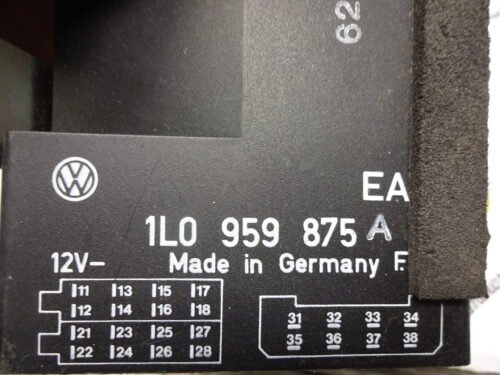 62
EA
1L0 959 875 A
12V⎓ Made in Germany F.
11 13 15 17
12 14 16 18
21 23 25 27
22 24 26 28
31 32 33 34
35 36 37 38